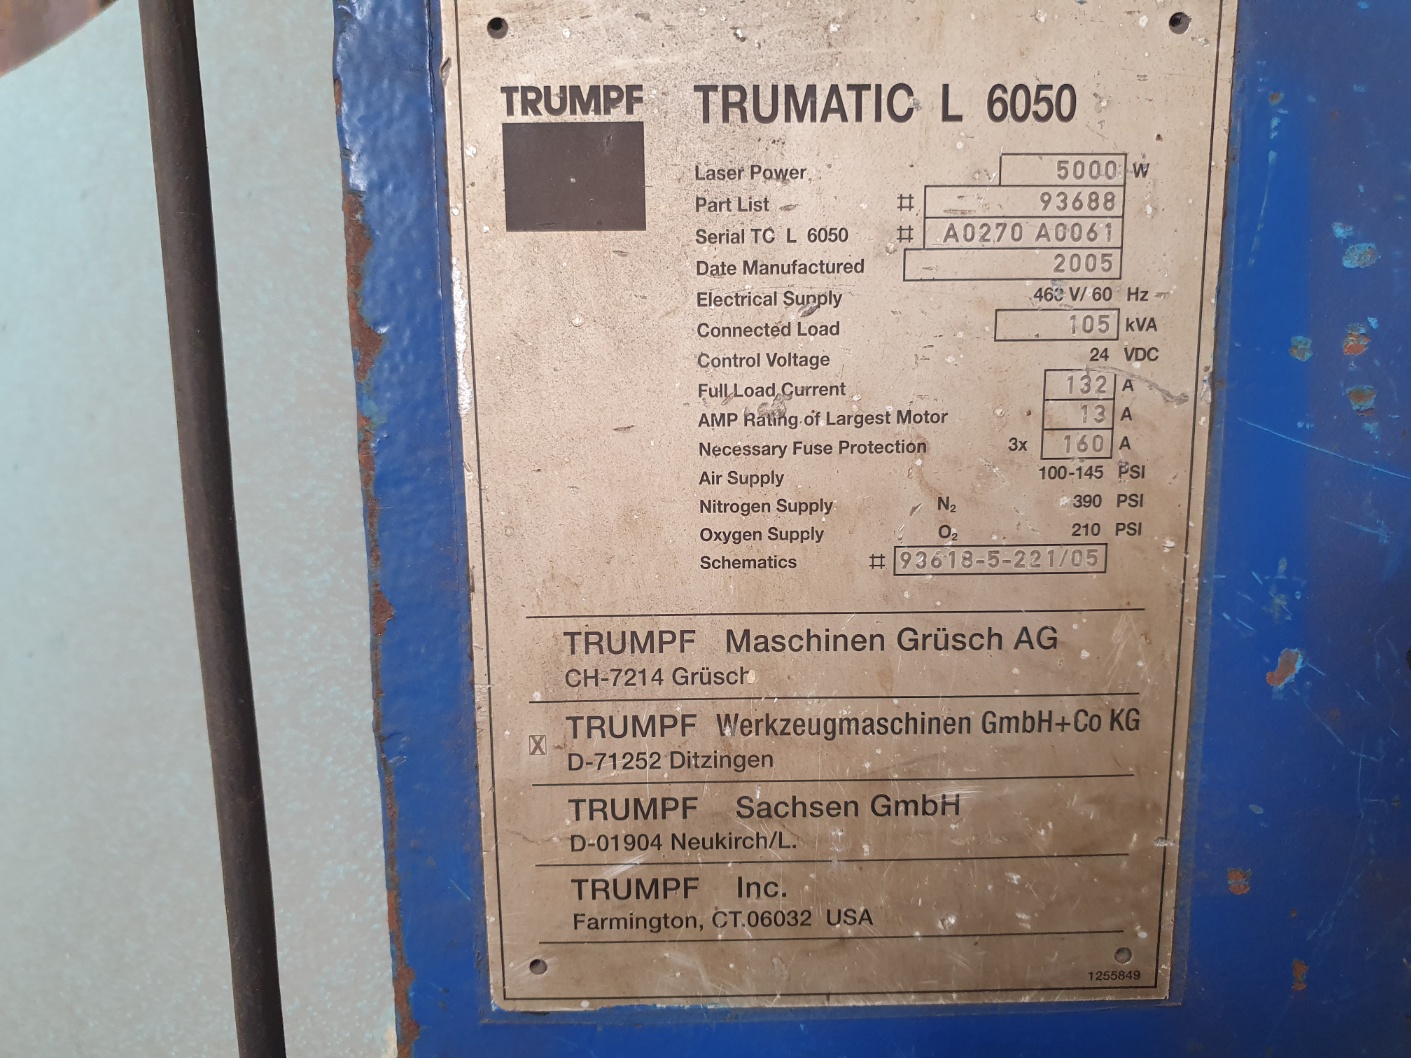 TRUMPF TRUMATIC L 6050
Laser Power 5000 W
Part List # 93688
Serial TC L 6050 # A0270 A0061
Date Manufactured 2005
Electrical Supply V/ 60 Hz
Connected Load 105 kVA
Control Voltage 24 VDC
Full Load Current 132 A
AMP Rating of Largest Motor 13 A
Necessary Fuse Protection 3x 160 A
Air Supply 100-145 PSI
Nitrogen Supply N₂ 390 PSI
Oxygen Supply O₂ 210 PSI
Schematics # 93618-5-221/05
TRUMPF Maschinen Grüsch AG
CH-7214 Grüsch
TRUMPF Werkzeugmaschinen GmbH+Co KG
X
D-71252 Ditzingen
TRUMPF Sachsen GmbH
D-01904 Neukirch/L.
TRUMPF Inc.
Farmington, CT.06032 USA
1255849